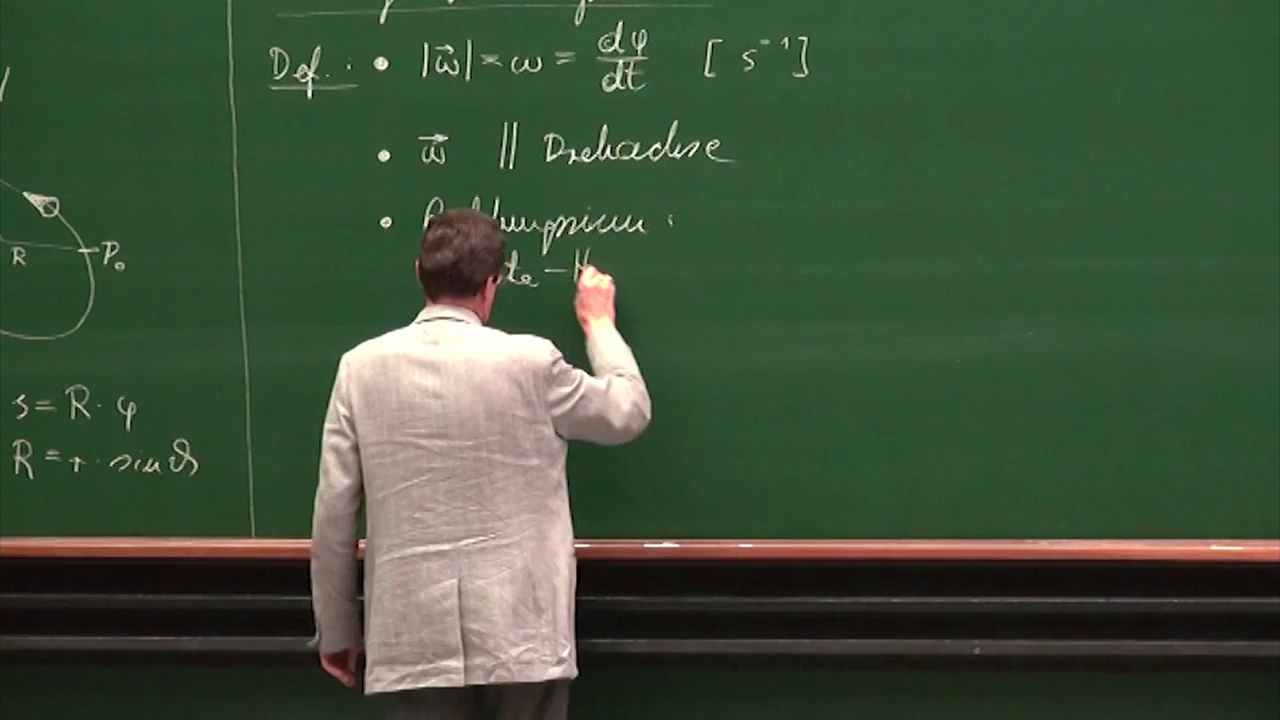 R
P₀
s = R · φ
R = r · sin ϑ
Def. : • |ω⃗| = ω = dφ/dt [s⁻¹]
• ω⃗ || Drehachse